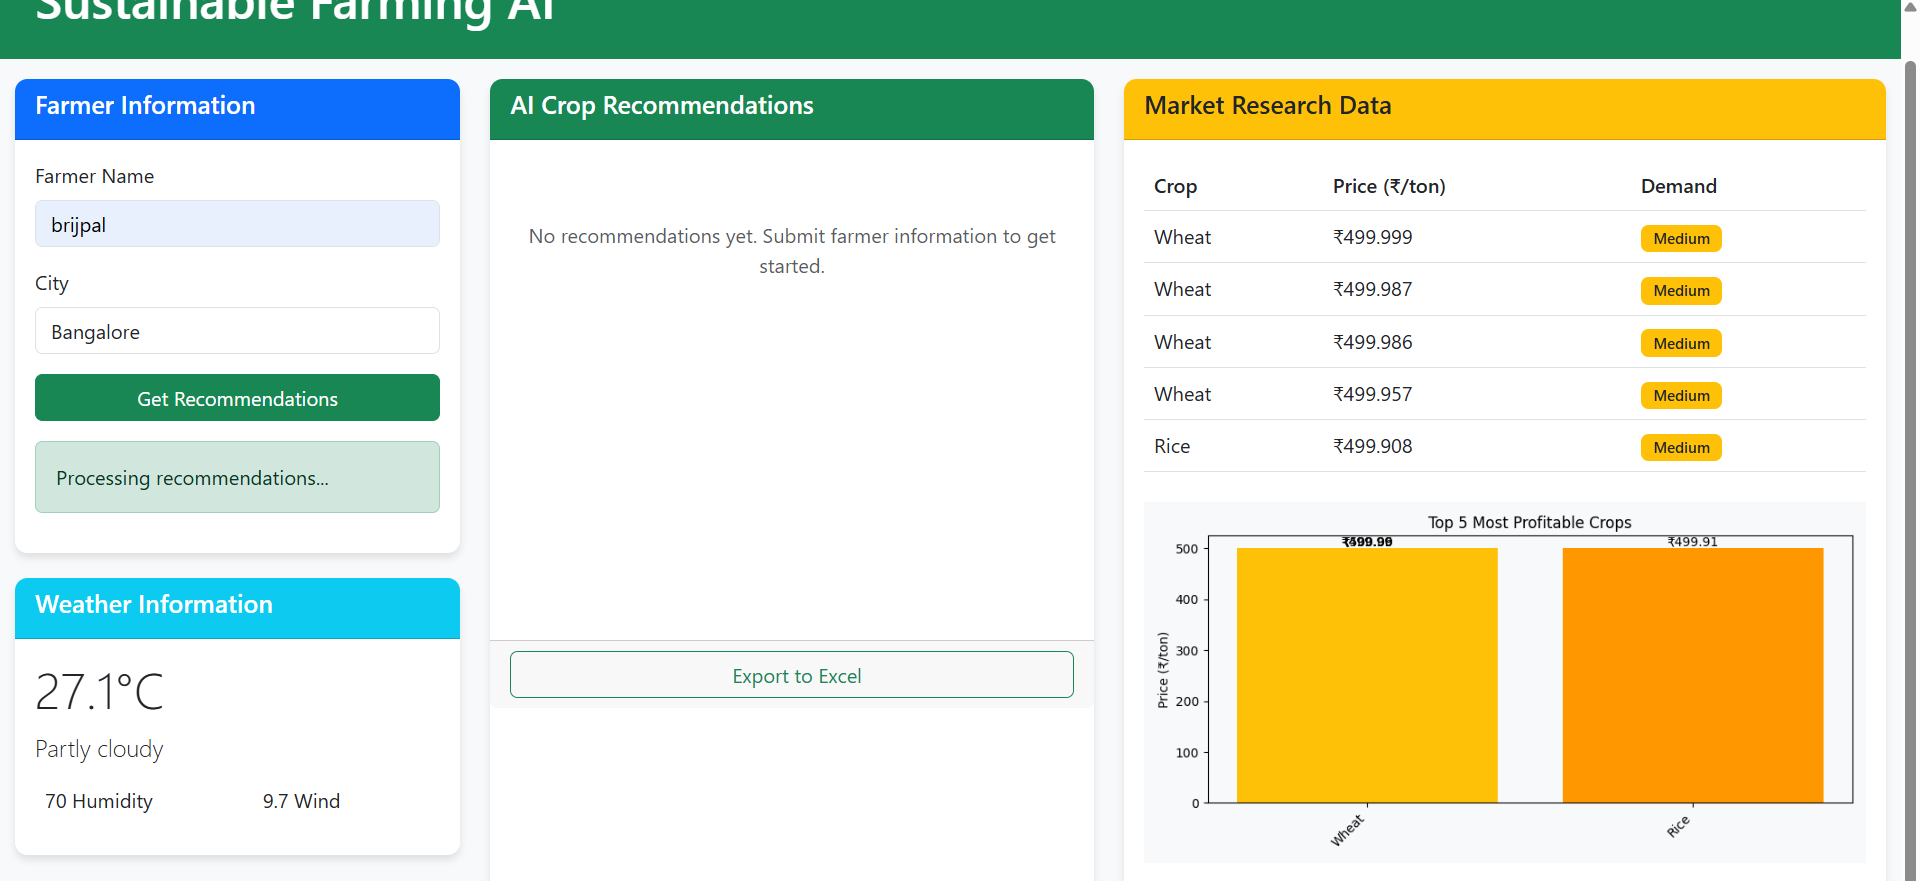 Sustainable Farming AI
Farmer Information
Farmer Name
brijpal
City
Bangalore
Get Recommendations
Processing recommendations...
Weather Information
27.1°C
Partly cloudy
70 Humidity 9.7 Wind
AI Crop Recommendations
No recommendations yet. Submit farmer information to get
started.
Export to Excel
Market Research Data
Crop Price (₹/ton) Demand
Wheat ₹499.999 Medium
Wheat ₹499.987 Medium
Wheat ₹499.986 Medium
Wheat ₹499.957 Medium
Rice ₹499.908 Medium
Top 5 Most Profitable Crops
₹499.91
500
400
300
200
100
0
Price (₹/ton)
Wheat
Rice